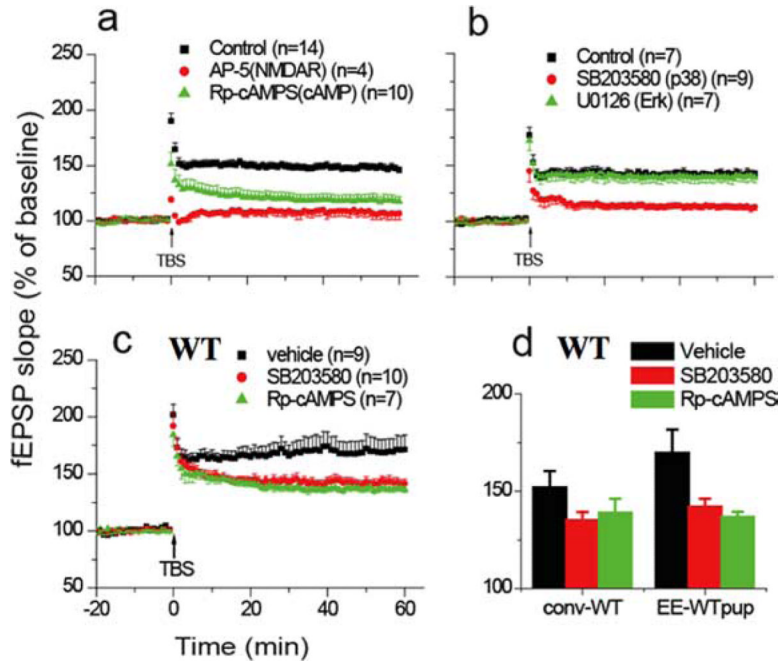 a
Control (n=14)
AP-5(NMDAR) (n=4)
Rp-cAMPS(cAMP) (n=10)
250
200
150
100
50
TBS
b
Control (n=7)
SB203580 (p38) (n=9)
U0126 (Erk) (n=7)
TBS
fEPSP slope (% of baseline)
c WT
vehicle (n=9)
SB203580 (n=10)
Rp-cAMPS (n=7)
250
200
150
100
50
TBS
-20 0 20 40 60
Time (min)
d WT
Vehicle
SB203580
Rp-cAMPS
200
150
100
conv-WT EE-WTpup